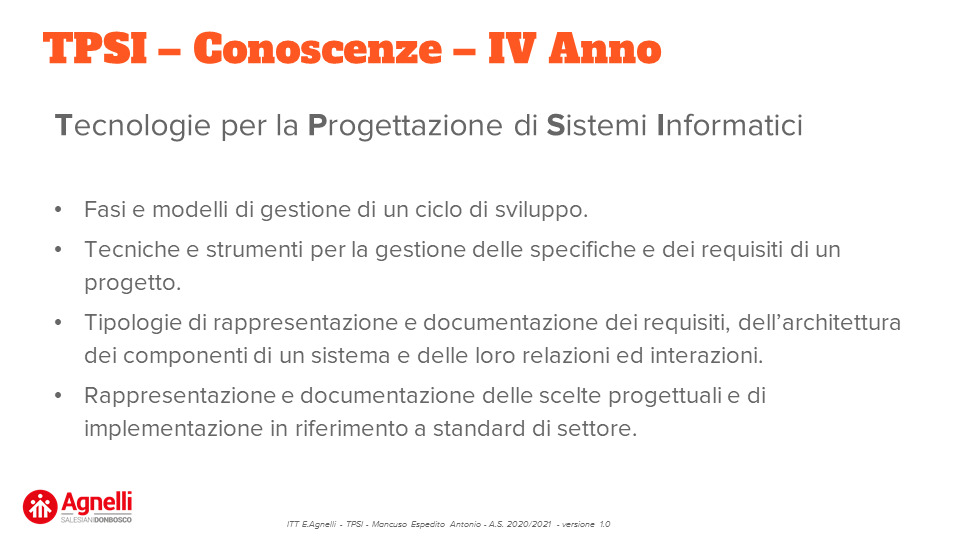 TPSI – Conoscenze – IV Anno
Tecnologie per la Progettazione di Sistemi Informatici
• Fasi e modelli di gestione di un ciclo di sviluppo.
• Tecniche e strumenti per la gestione delle specifiche e dei requisiti di un
progetto.
• Tipologie di rappresentazione e documentazione dei requisiti, dell’architettura
dei componenti di un sistema e delle loro relazioni ed interazioni.
• Rappresentazione e documentazione delle scelte progettuali e di
implementazione in riferimento a standard di settore.
Agnelli
SALESIANI DONBOSCO
ITT E.Agnelli - TPSI - Mancuso Espedito Antonio - A.S. 2020/2021 - versione 1.0